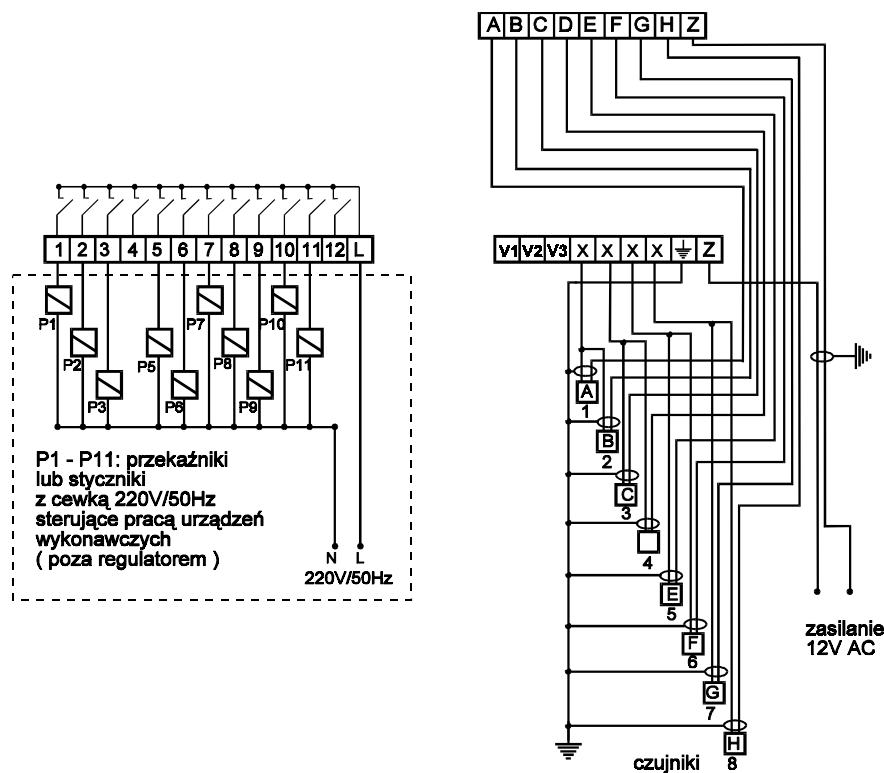 A B C D E F G H Z
1 2 3 4 5 6 7 8 9 10 11 12 L
V1 V2 V3 X X X X Z
P1
P7
P10
P2
P5
P8
P11
P3
P6
P9
P1 - P11: przekaźniki
lub styczniki
z cewką 220V/50Hz
sterujące pracą urządzeń
wykonawczych
( poza regulatorem )
N L
220V/50Hz
A
1
B
2
C
3
4
E
5
F
6
G
7
H
8
czujniki
zasilanie
12V AC